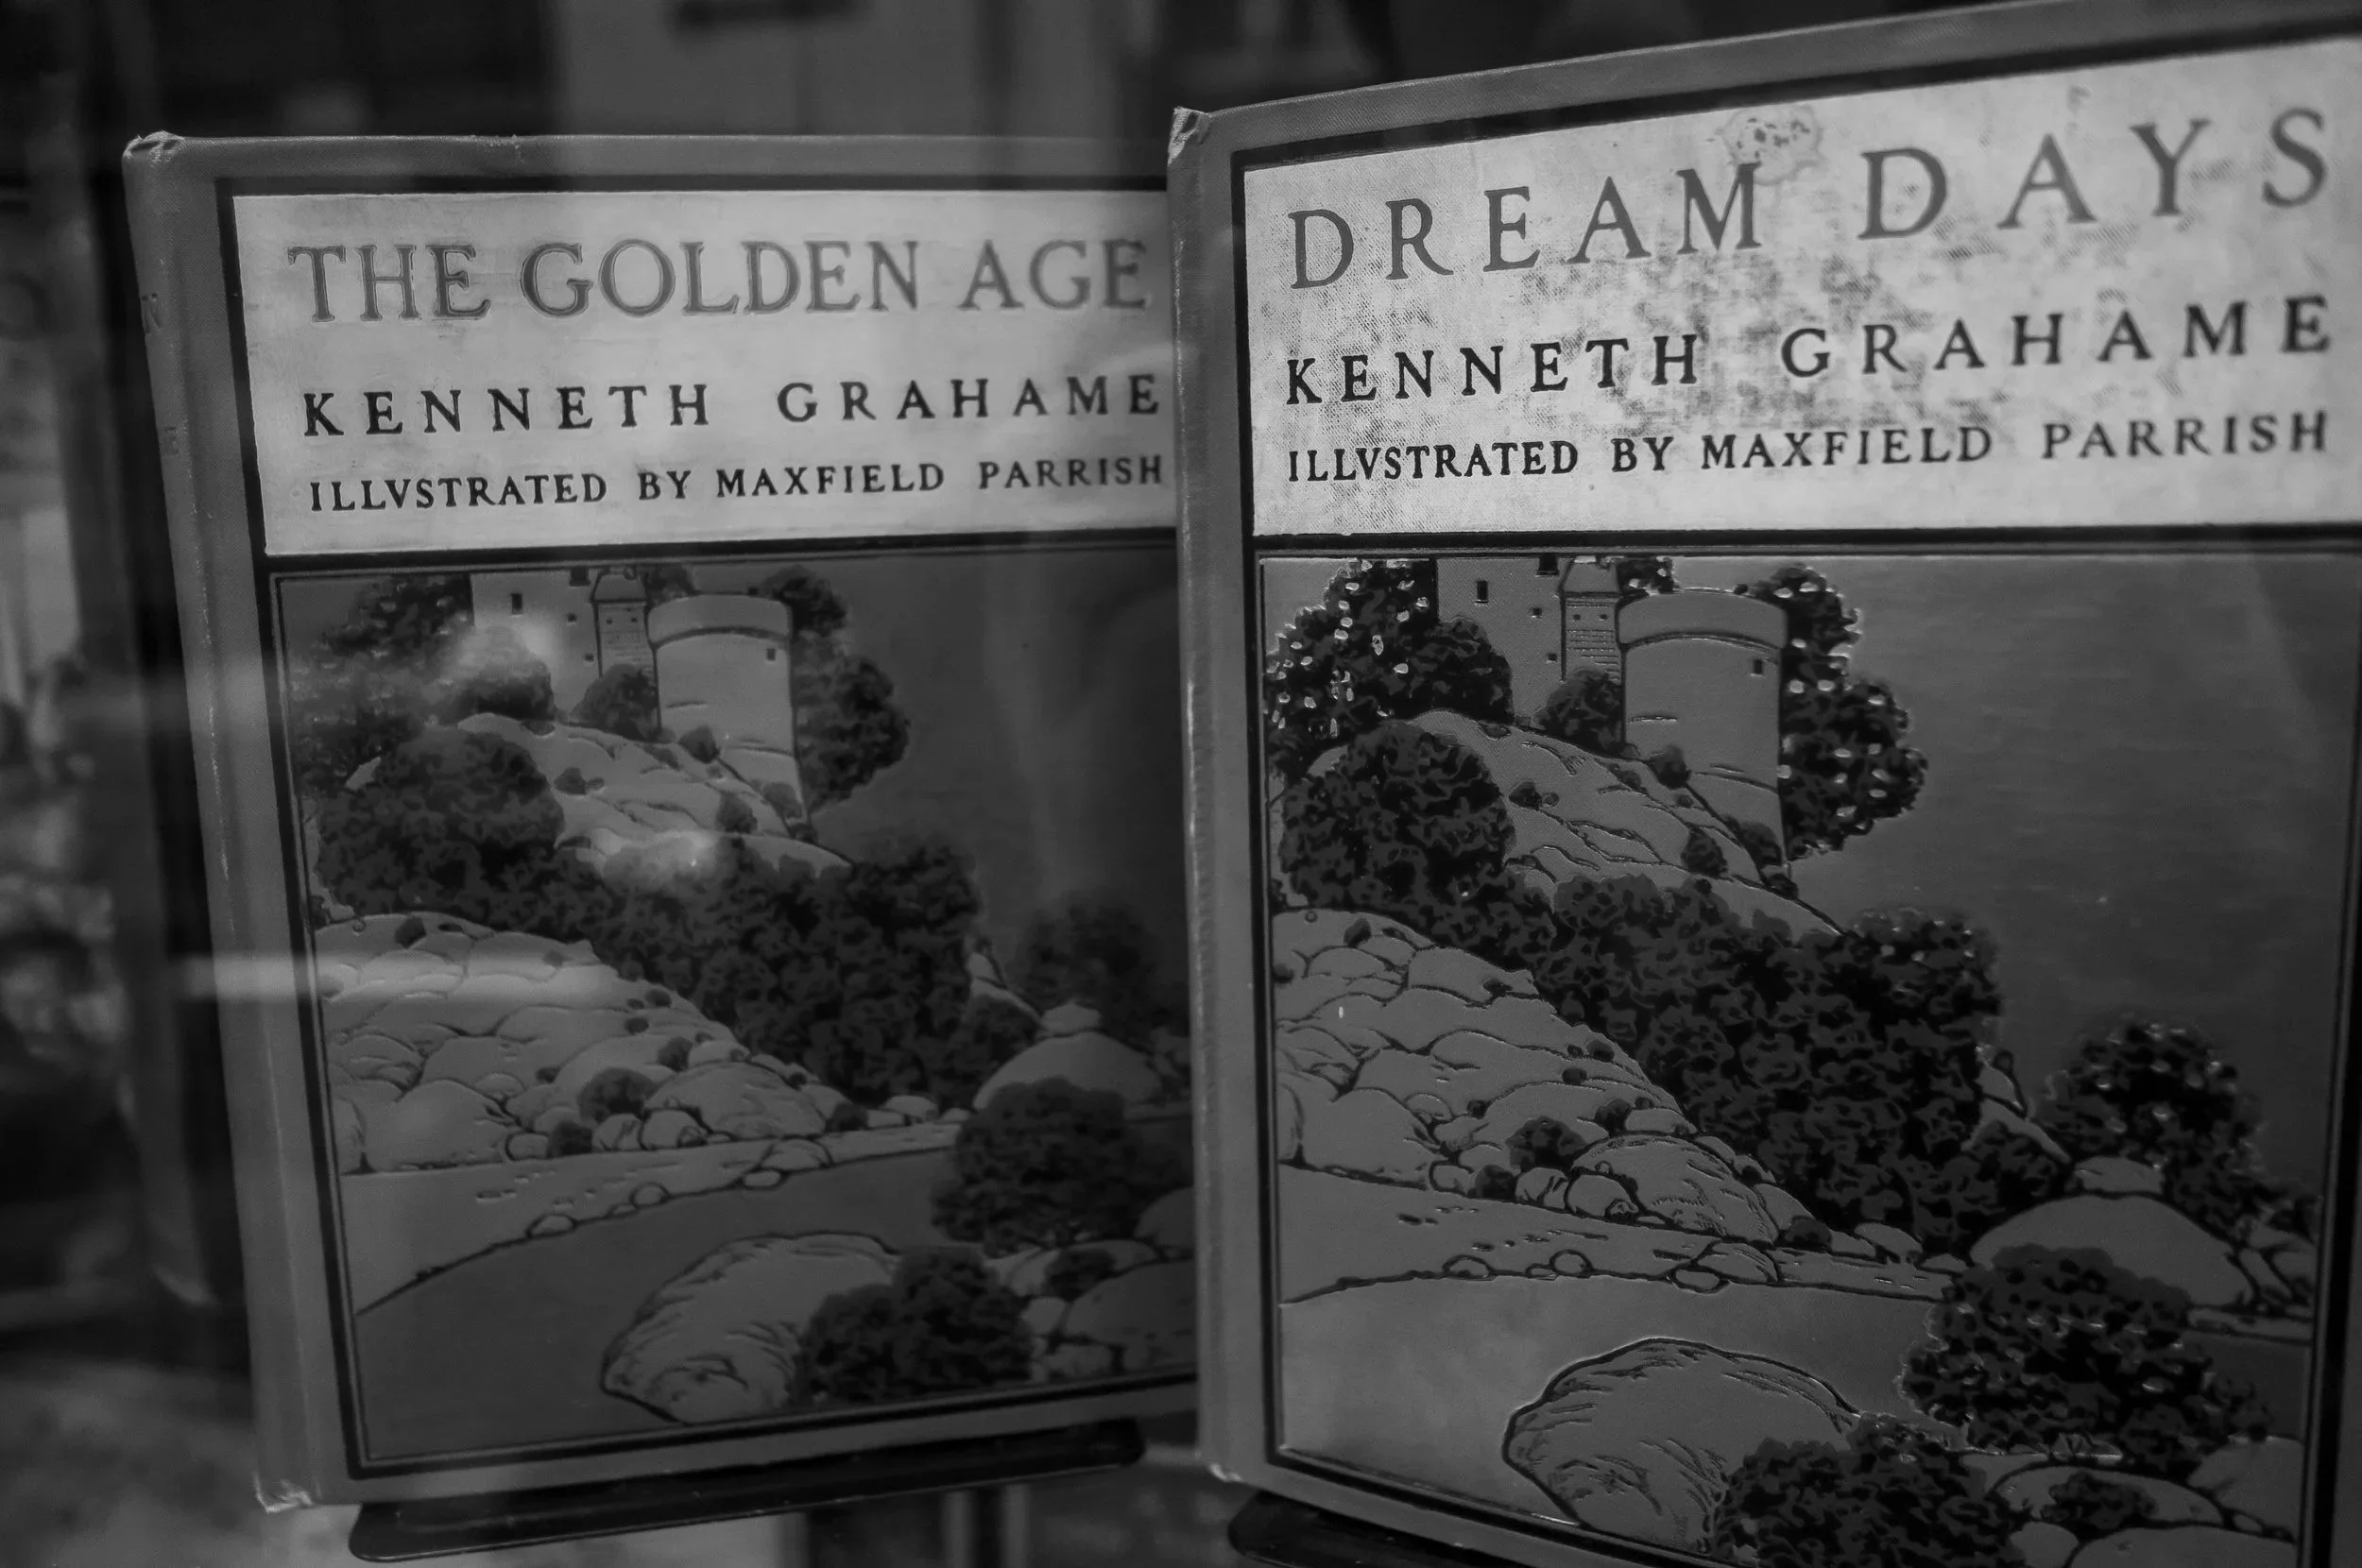 THE GOLDEN AGE
KENNETH GRAHAME
ILLVSTRATED BY MAXFIELD PARRISH
DREAM DAYS
KENNETH GRAHAME
ILLVSTRATED BY MAXFIELD PARRISH